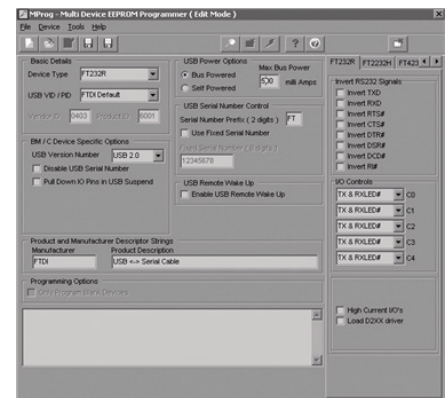 MProg - Multi Device EEPROM Programmer ( Edit Mode )
File Device Tools Help
Basic Details
Device Type FT232R
USB VID / PID FTDI Default
Vendor ID 0403 Product ID 6001
BM / C Device Specific Options
USB Version Number USB 2.0
Disable USB Serial Number
Pull Down IO Pins in USB Suspend
USB Power Options
Bus Powered
Self Powered
Max Bus Power
500 milli Amps
USB Serial Number Control
Serial Number Prefix ( 2 digits ) FT
Use Fixed Serial Number
Fixed Serial Number ( 8 digits )
12345678
USB Remote Wake Up
Enable USB Remote Wake Up
Product and Manufacturer Descriptor Strings
Manufacturer Product Description
FTDI USB <-> Serial Cable
Programming Options
Only Program Blank Devices
FT232R FT2232H FT423
Invert RS232 Signals
Invert TXD
Invert RXD
Invert RTS#
Invert CTS#
Invert DTR#
Invert DSR#
Invert DCD#
Invert RI#
I/O Controls
TX & RXLED# C0
TX & RXLED# C1
TX & RXLED# C2
TX & RXLED# C3
TX & RXLED# C4
High Current I/O's
Load D2XX driver